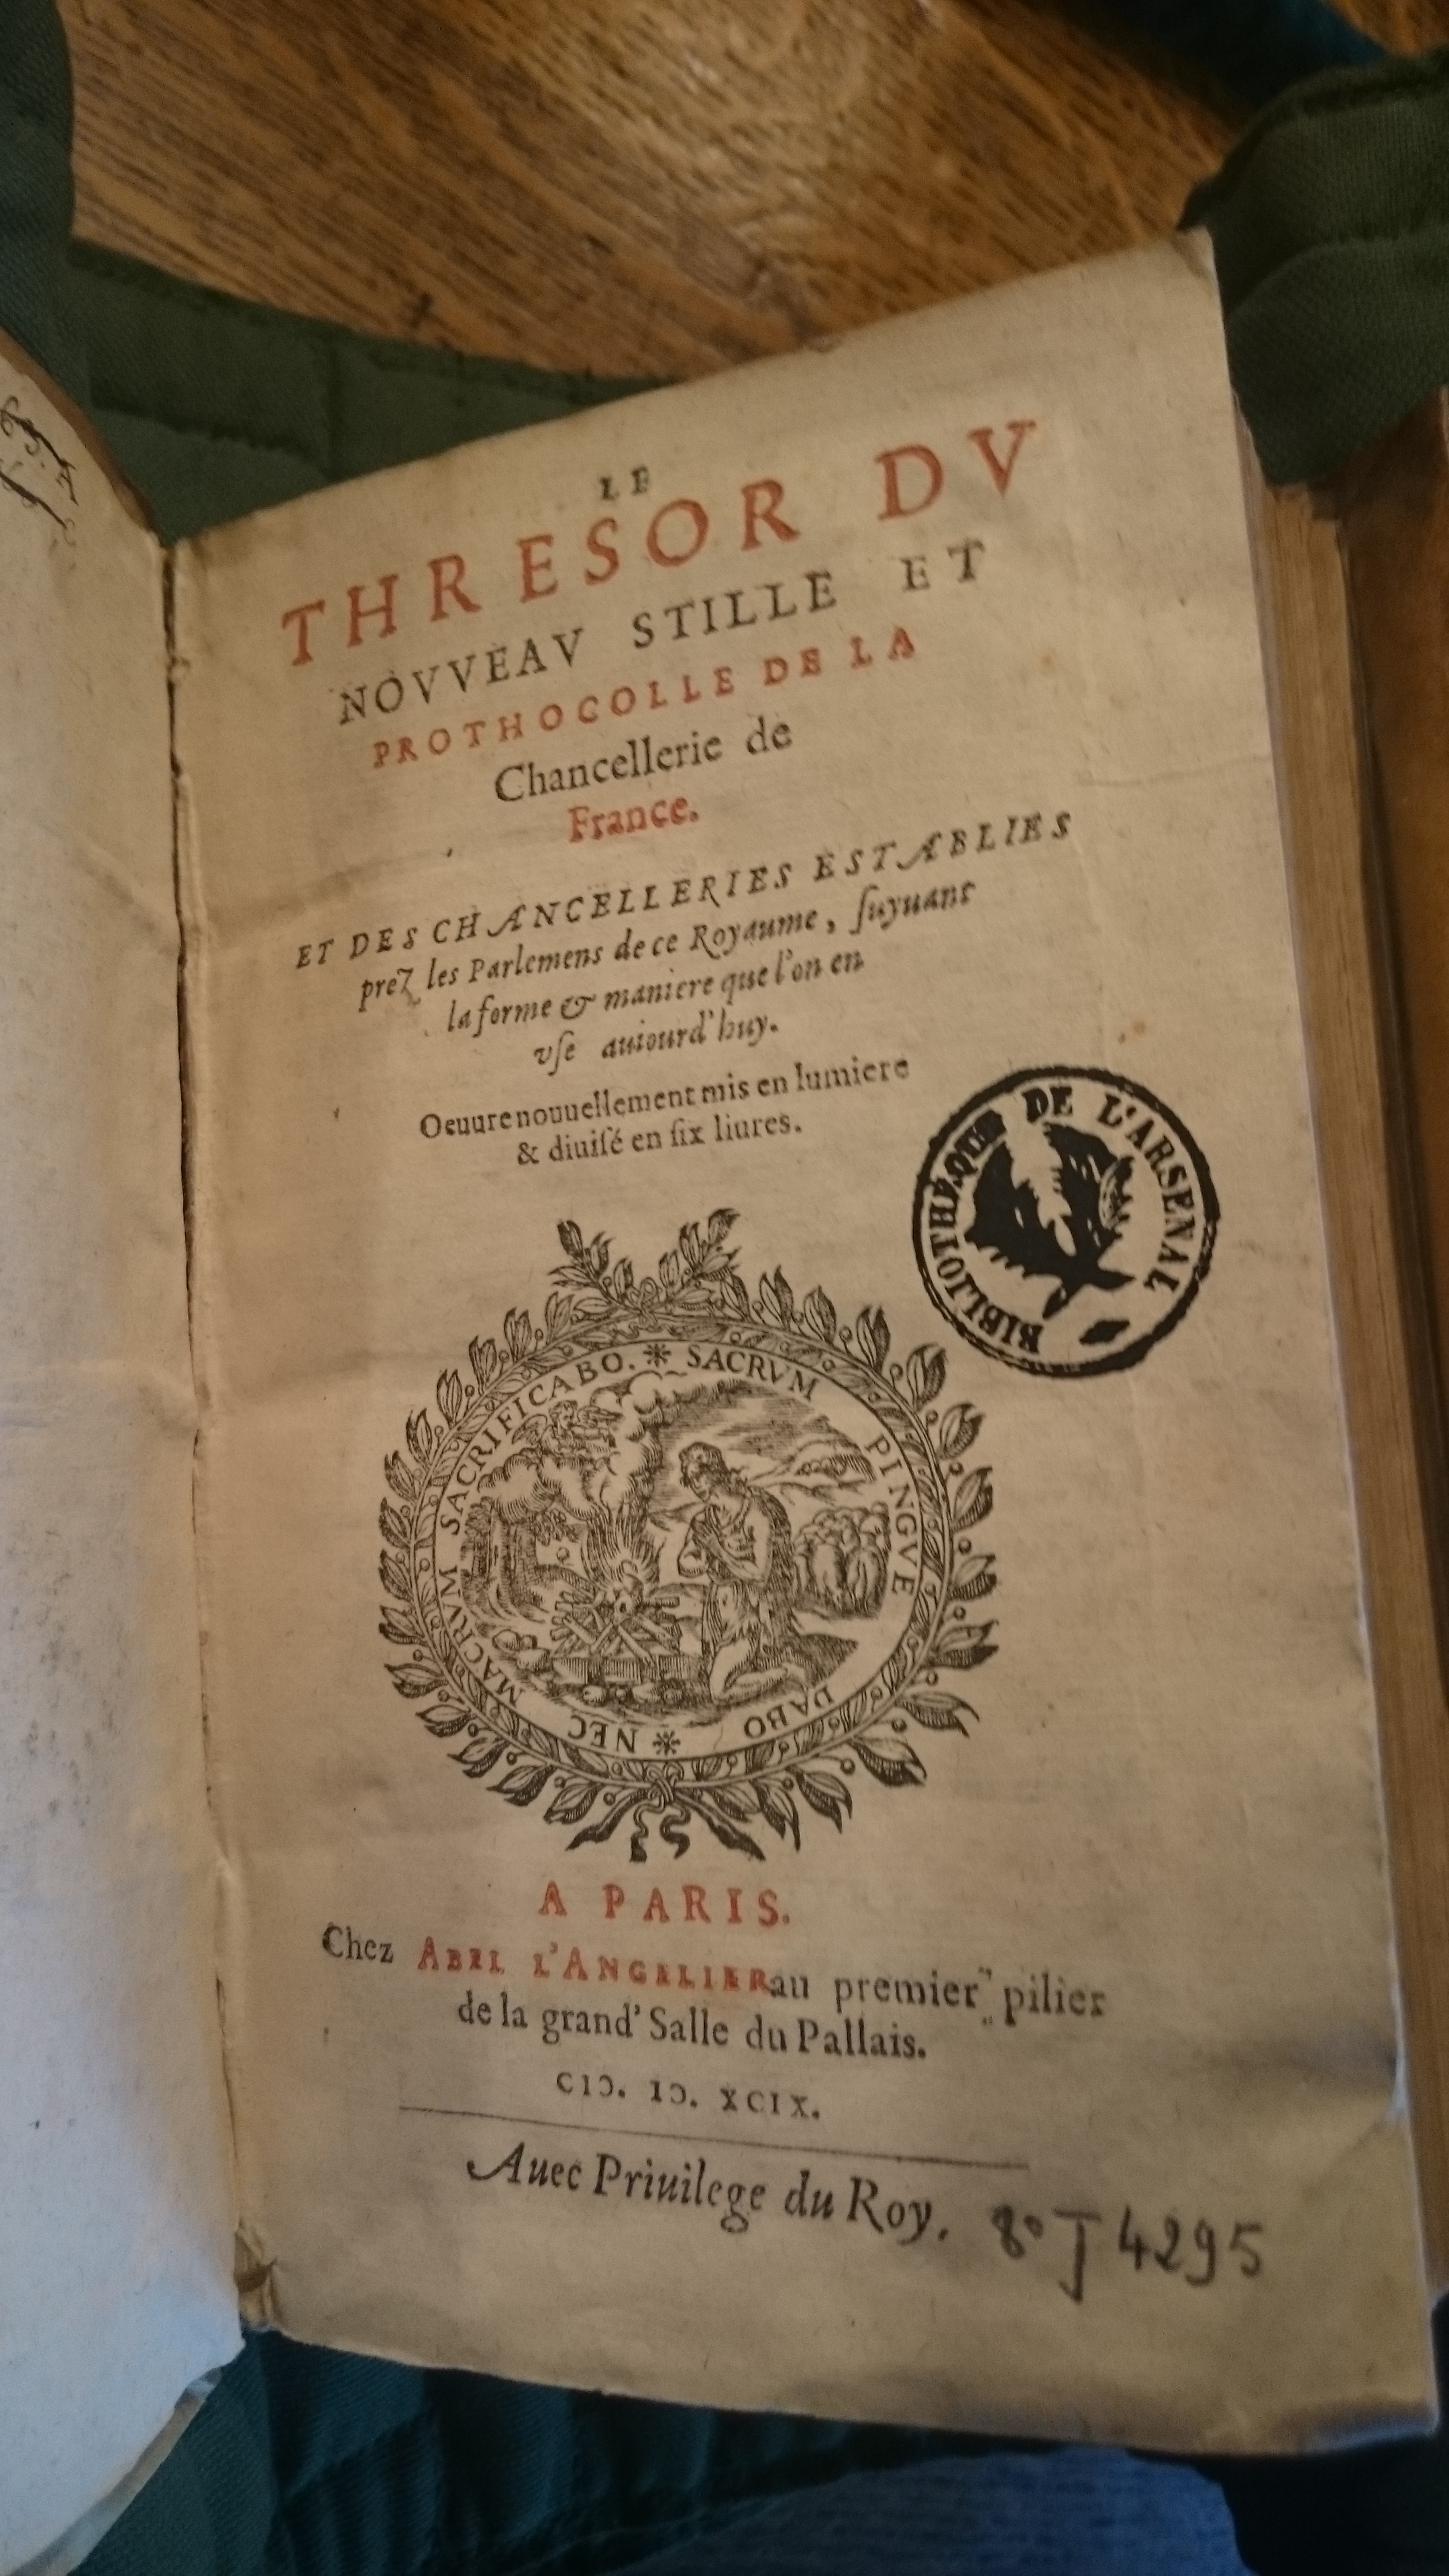 LE
THRESOR DV
NOVVEAV STILLE ET
PROTHOCOLLE DE LA
Chancellerie de
France.
ET DES CHANCELLERIES ESTABLIES
prez les Parlemens de ce Royaume, ſuyuant
la forme & maniere que l'on en
vſe auiourd'huy.
Oeuure nouuellement mis en lumiere
& diuiſé en ſix liures.
BIBLIOTHÈQUE DE L'ARSENAL
SACRVM PINGVE DABO * NEC MACRVM SACRIFICABO. *
A PARIS.
Chez ABEL L'ANGELIER au premier pilier
de la grand' Salle du Pallais.
CIↃ. IↃ. XCIX.
Auec Priuilege du Roy.
8° J 4295